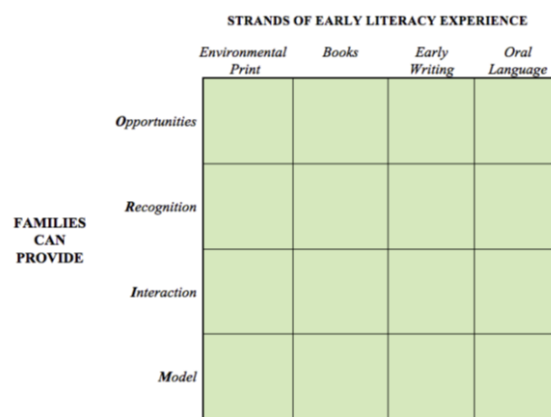 STRANDS OF EARLY LITERACY EXPERIENCE
Environmental Print
Books
Early Writing
Oral Language
Opportunities
Recognition
FAMILIES
CAN
PROVIDE
Interaction
Model